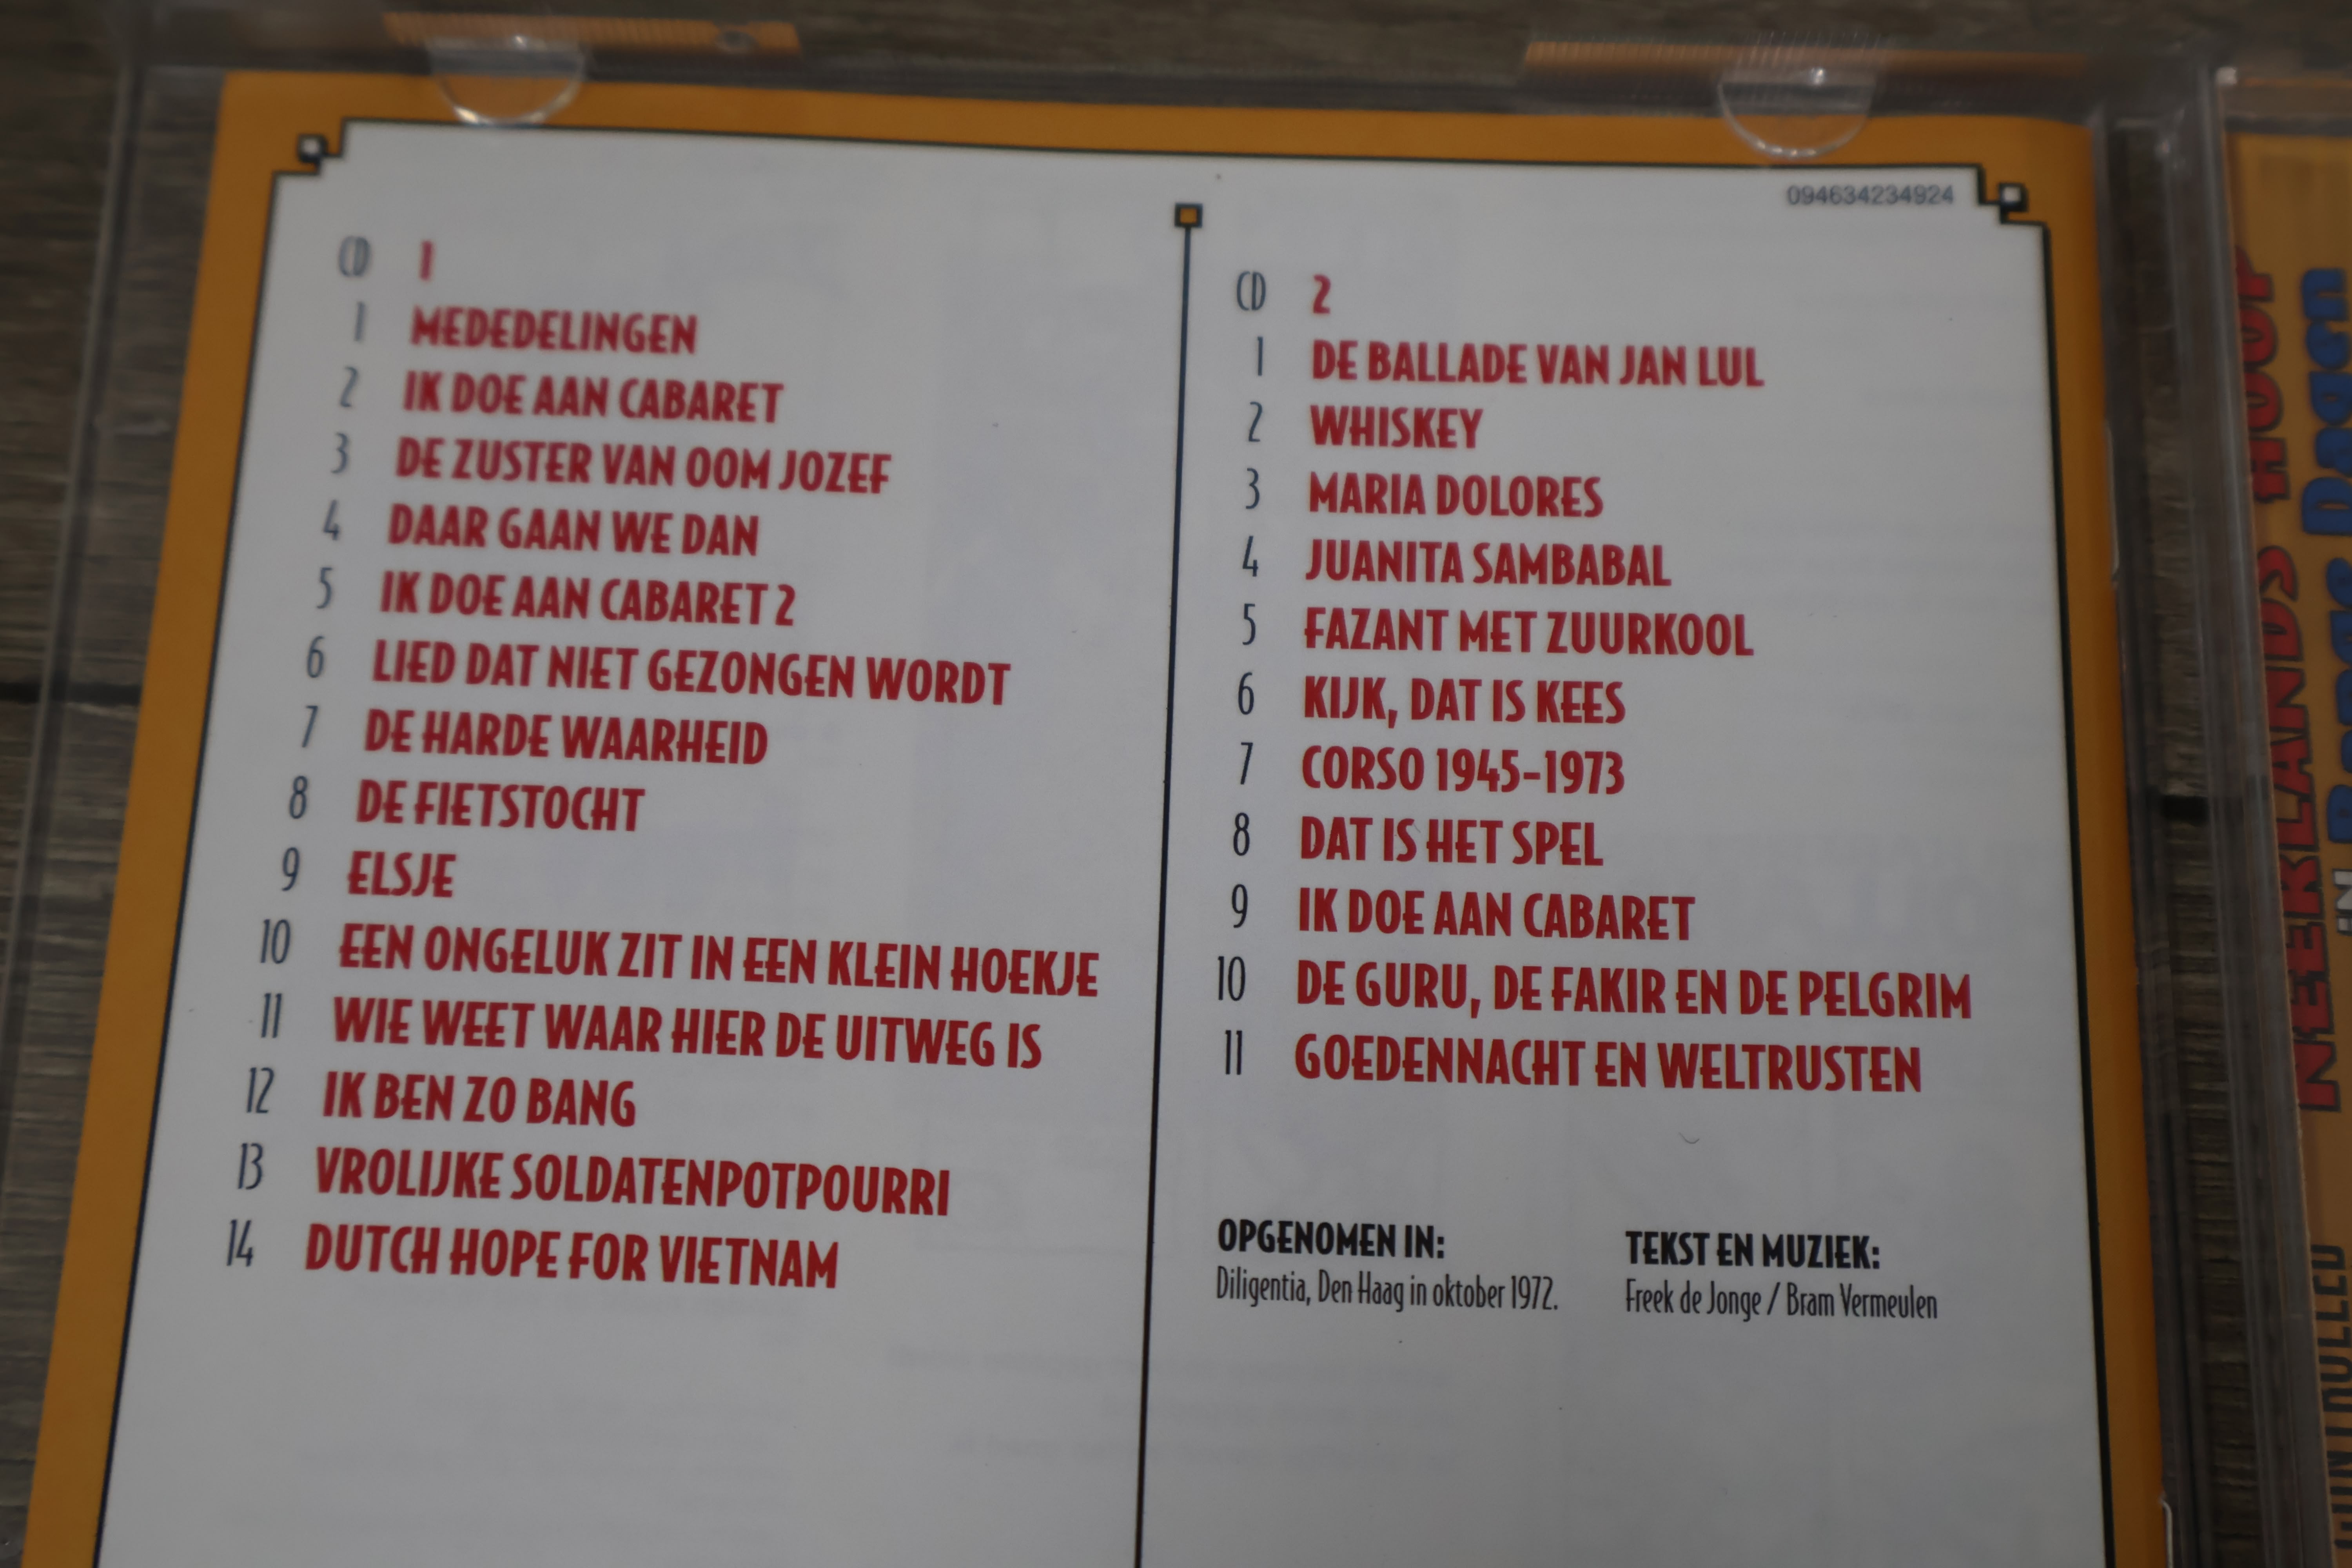 094634234924
CD 1
1 MEDEDELINGEN
2 IK DOE AAN CABARET
3 DE ZUSTER VAN OOM JOZEF
4 DAAR GAAN WE DAN
5 IK DOE AAN CABARET 2
6 LIED DAT NIET GEZONGEN WORDT
7 DE HARDE WAARHEID
8 DE FIETSTOCHT
9 ELSJE
10 EEN ONGELUK ZIT IN EEN KLEIN HOEKJE
11 WIE WEET WAAR HIER DE UITWEG IS
12 IK BEN ZO BANG
13 VROLIJKE SOLDATENPOTPOURRI
14 DUTCH HOPE FOR VIETNAM
CD 2
1 DE BALLADE VAN JAN LUL
2 WHISKEY
3 MARIA DOLORES
4 JUANITA SAMBABAL
5 FAZANT MET ZUURKOOL
6 KIJK, DAT IS KEES
7 CORSO 1945-1973
8 DAT IS HET SPEL
9 IK DOE AAN CABARET
10 DE GURU, DE FAKIR EN DE PELGRIM
11 GOEDENNACHT EN WELTRUSTEN
OPGENOMEN IN:
Diligentia, Den Haag in oktober 1972.
TEKST EN MUZIEK:
Freek de Jonge / Bram Vermeulen
NEERLANDS HOOP
IN Bange Dagen